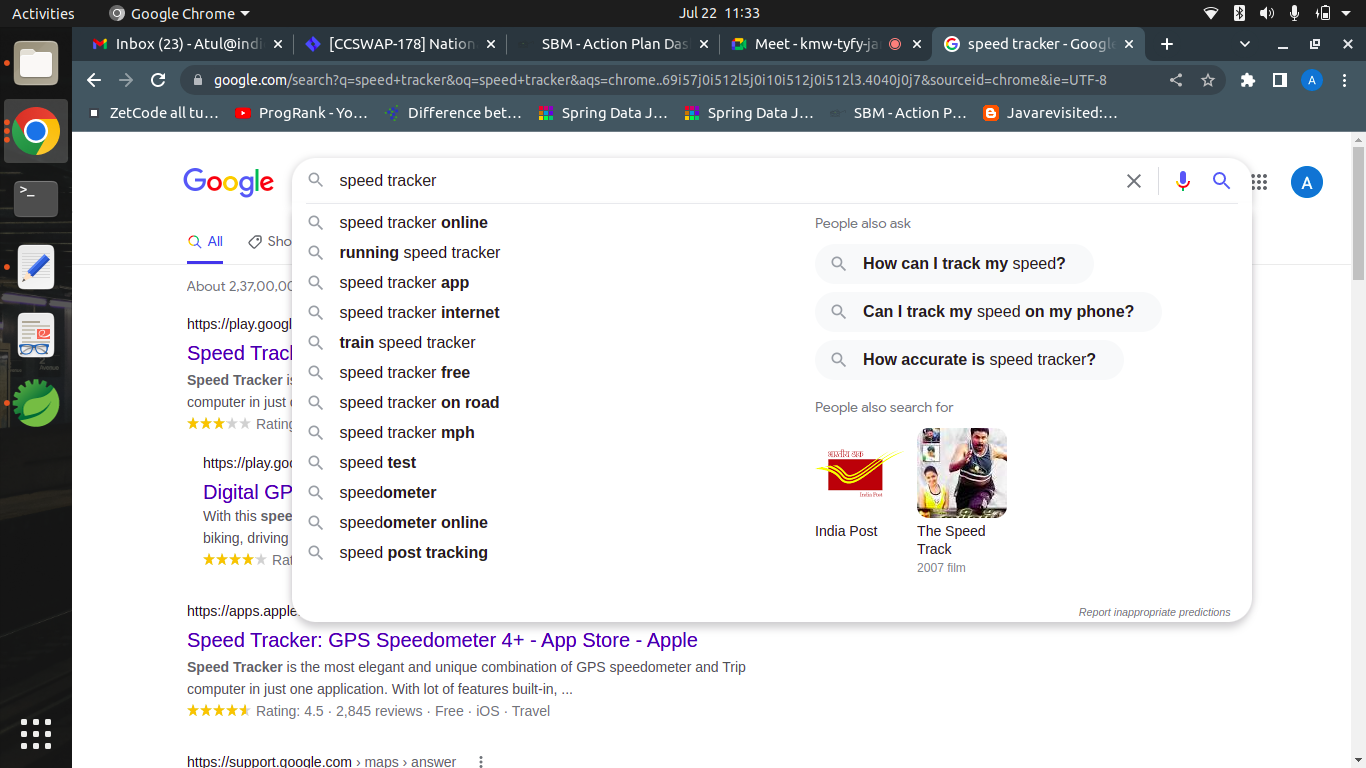 Activities
Google Chrome
Jul 22 11:33
Inbox (23) - Atul@indi
[CCSWAP-178] Nation
SBM - Action Plan Das
Meet - kmw-tyfy-jan
speed tracker - Google
google.com/search?q=speed+tracker&oq=speed+tracker&aqs=chrome..69i57j0i512l5j0i10i512j0i512l3.4040j0j7&sourceid=chrome&ie=UTF-8
A
ZetCode all tu…
ProgRank - Yo…
Difference bet…
Spring Data J…
Spring Data J…
SBM - Action P…
Javarevisited:…
Google
speed tracker
A
All
Sho
About 2,37,00,00
speed tracker online
running speed tracker
speed tracker app
speed tracker internet
train speed tracker
speed tracker free
speed tracker on road
speed tracker mph
speed test
speedometer
speedometer online
speed post tracking
People also ask
How can I track my speed?
Can I track my speed on my phone?
How accurate is speed tracker?
People also search for
भारतीय डाक
India Post
India Post
The Speed
Track
2007 film
Report inappropriate predictions
https://play.googl
Speed Track
Speed Tracker is
computer in just
Rating
https://play.goo
Digital GP
With this spee
biking, driving
Rat
https://apps.apple.
Speed Tracker: GPS Speedometer 4+ - App Store - Apple
Speed Tracker is the most elegant and unique combination of GPS speedometer and Trip
computer in just one application. With lot of features built-in, ...
Rating: 4.5 · 2,845 reviews · Free · iOS · Travel
https://support.google.com › maps › answer